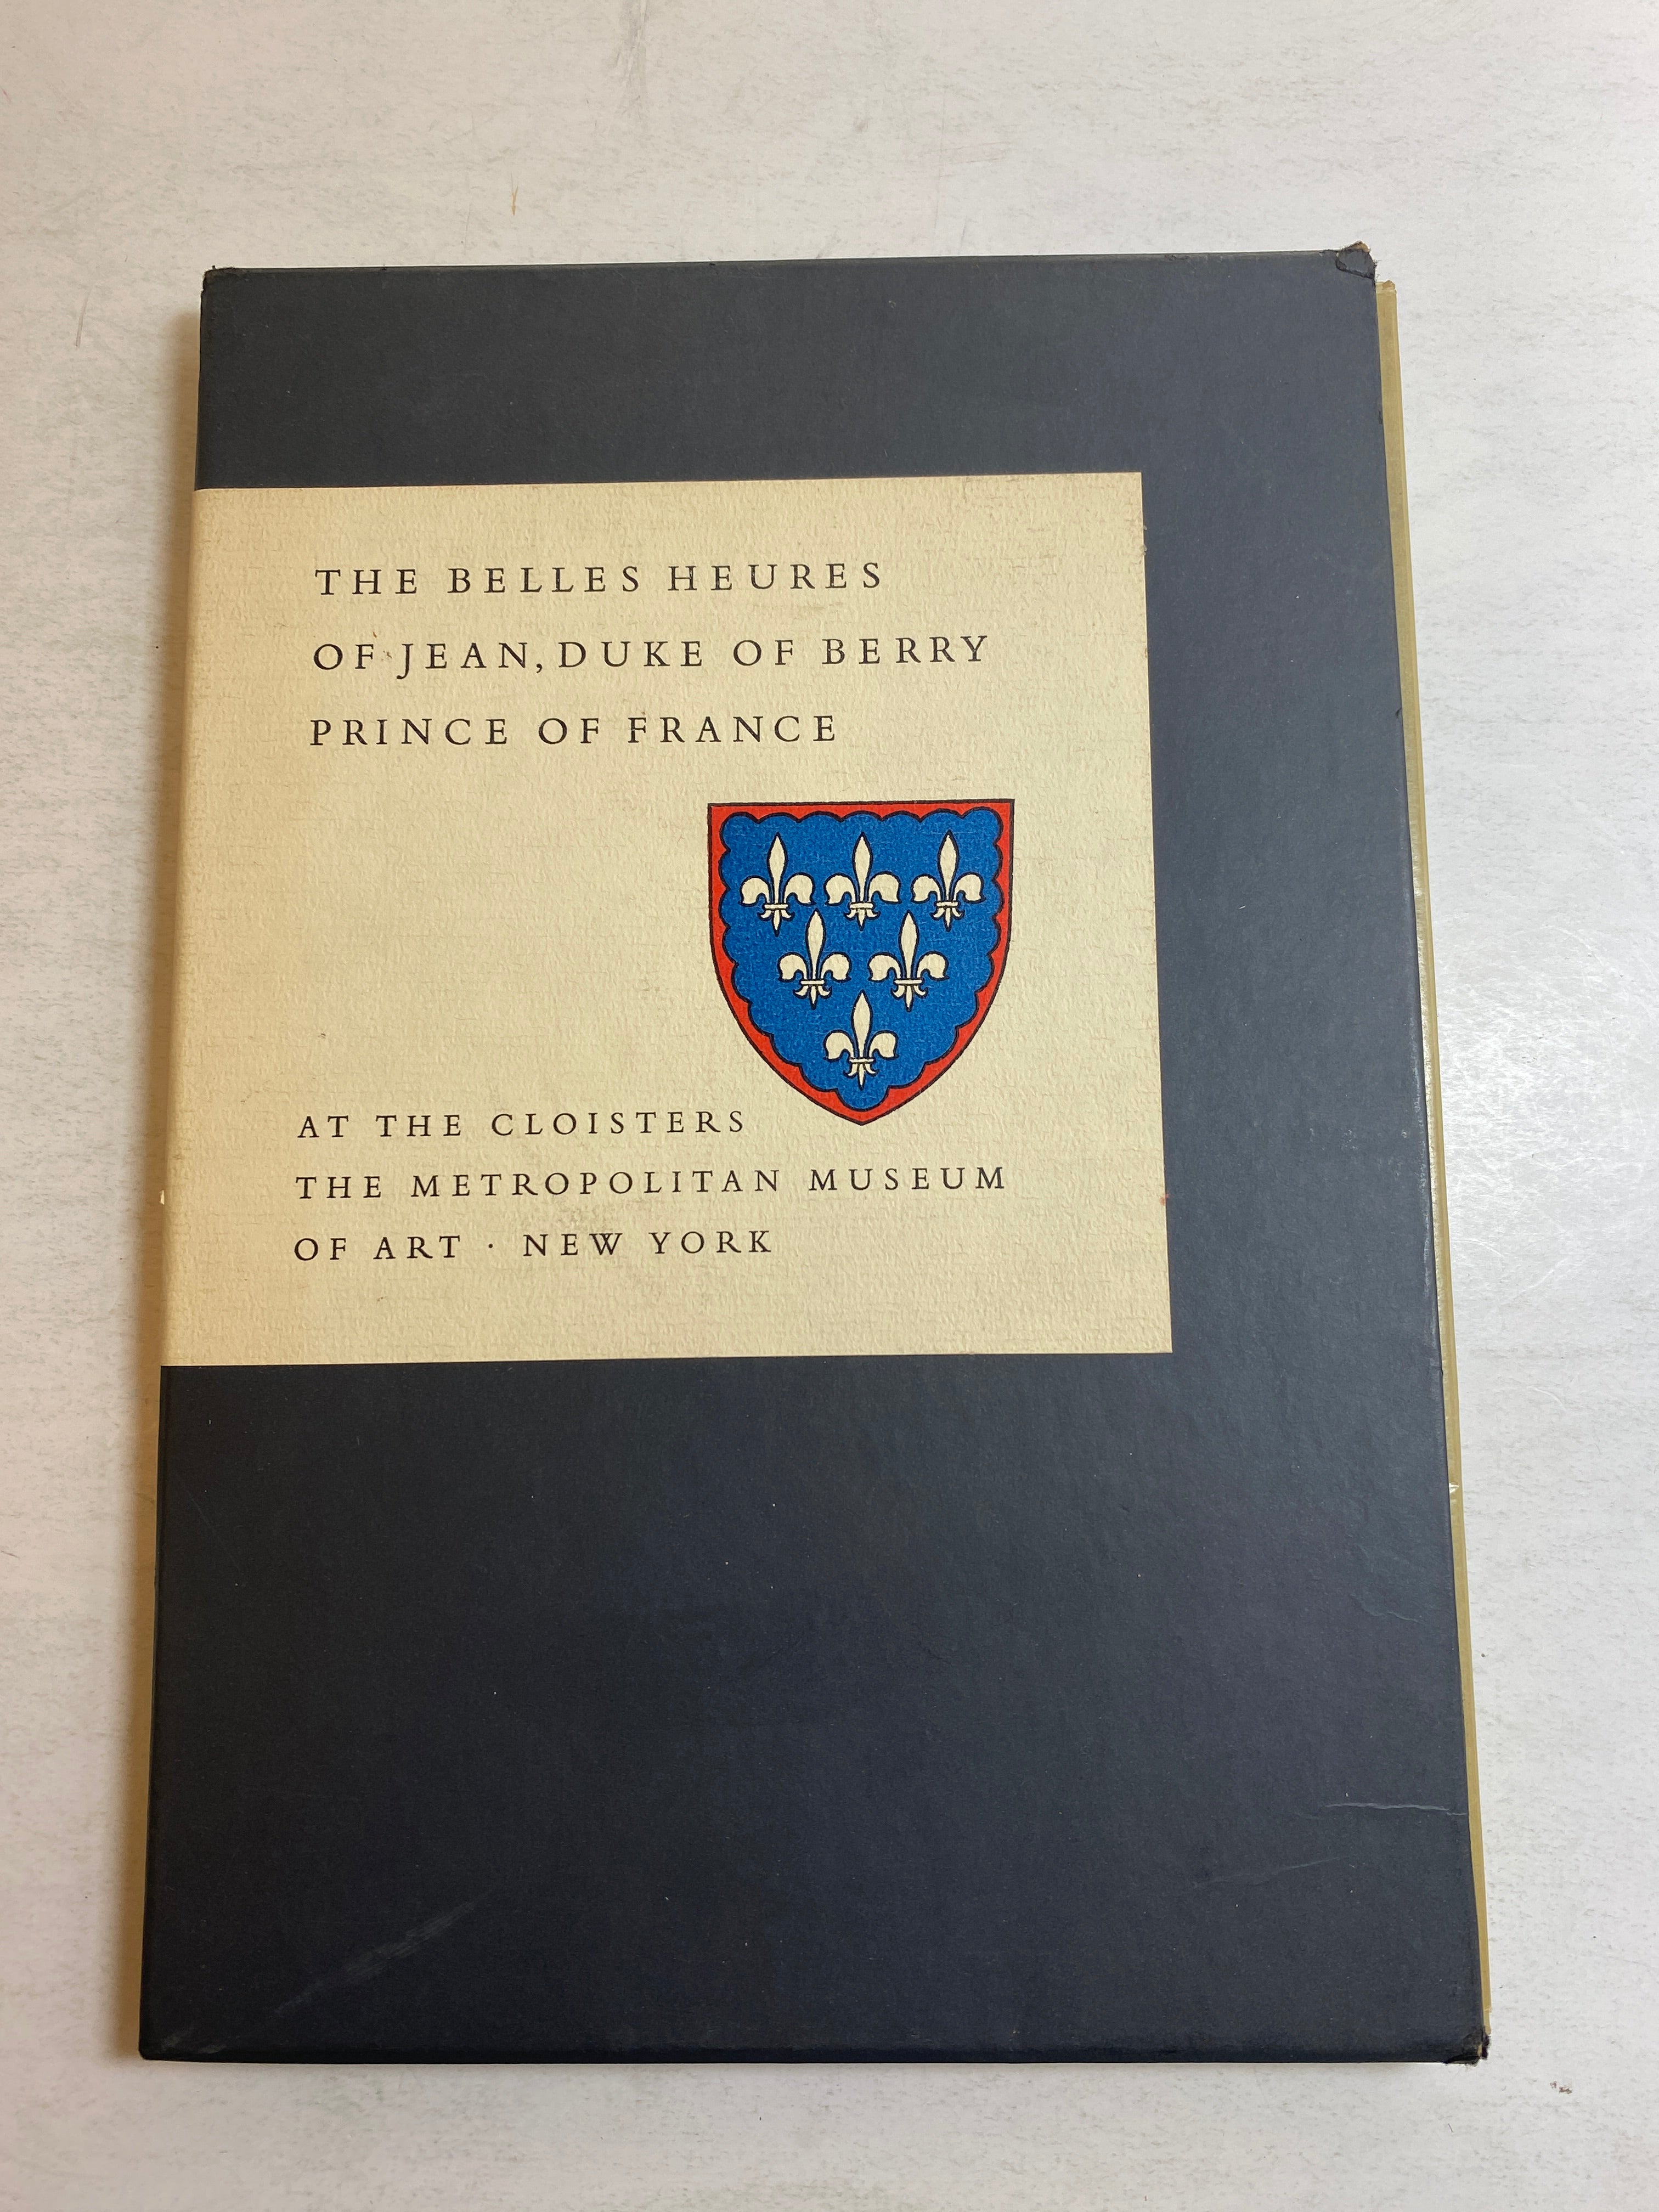 THE BELLES HEURES
OF JEAN, DUKE OF BERRY
PRINCE OF FRANCE
AT THE CLOISTERS
THE METROPOLITAN MUSEUM
OF ART · NEW YORK